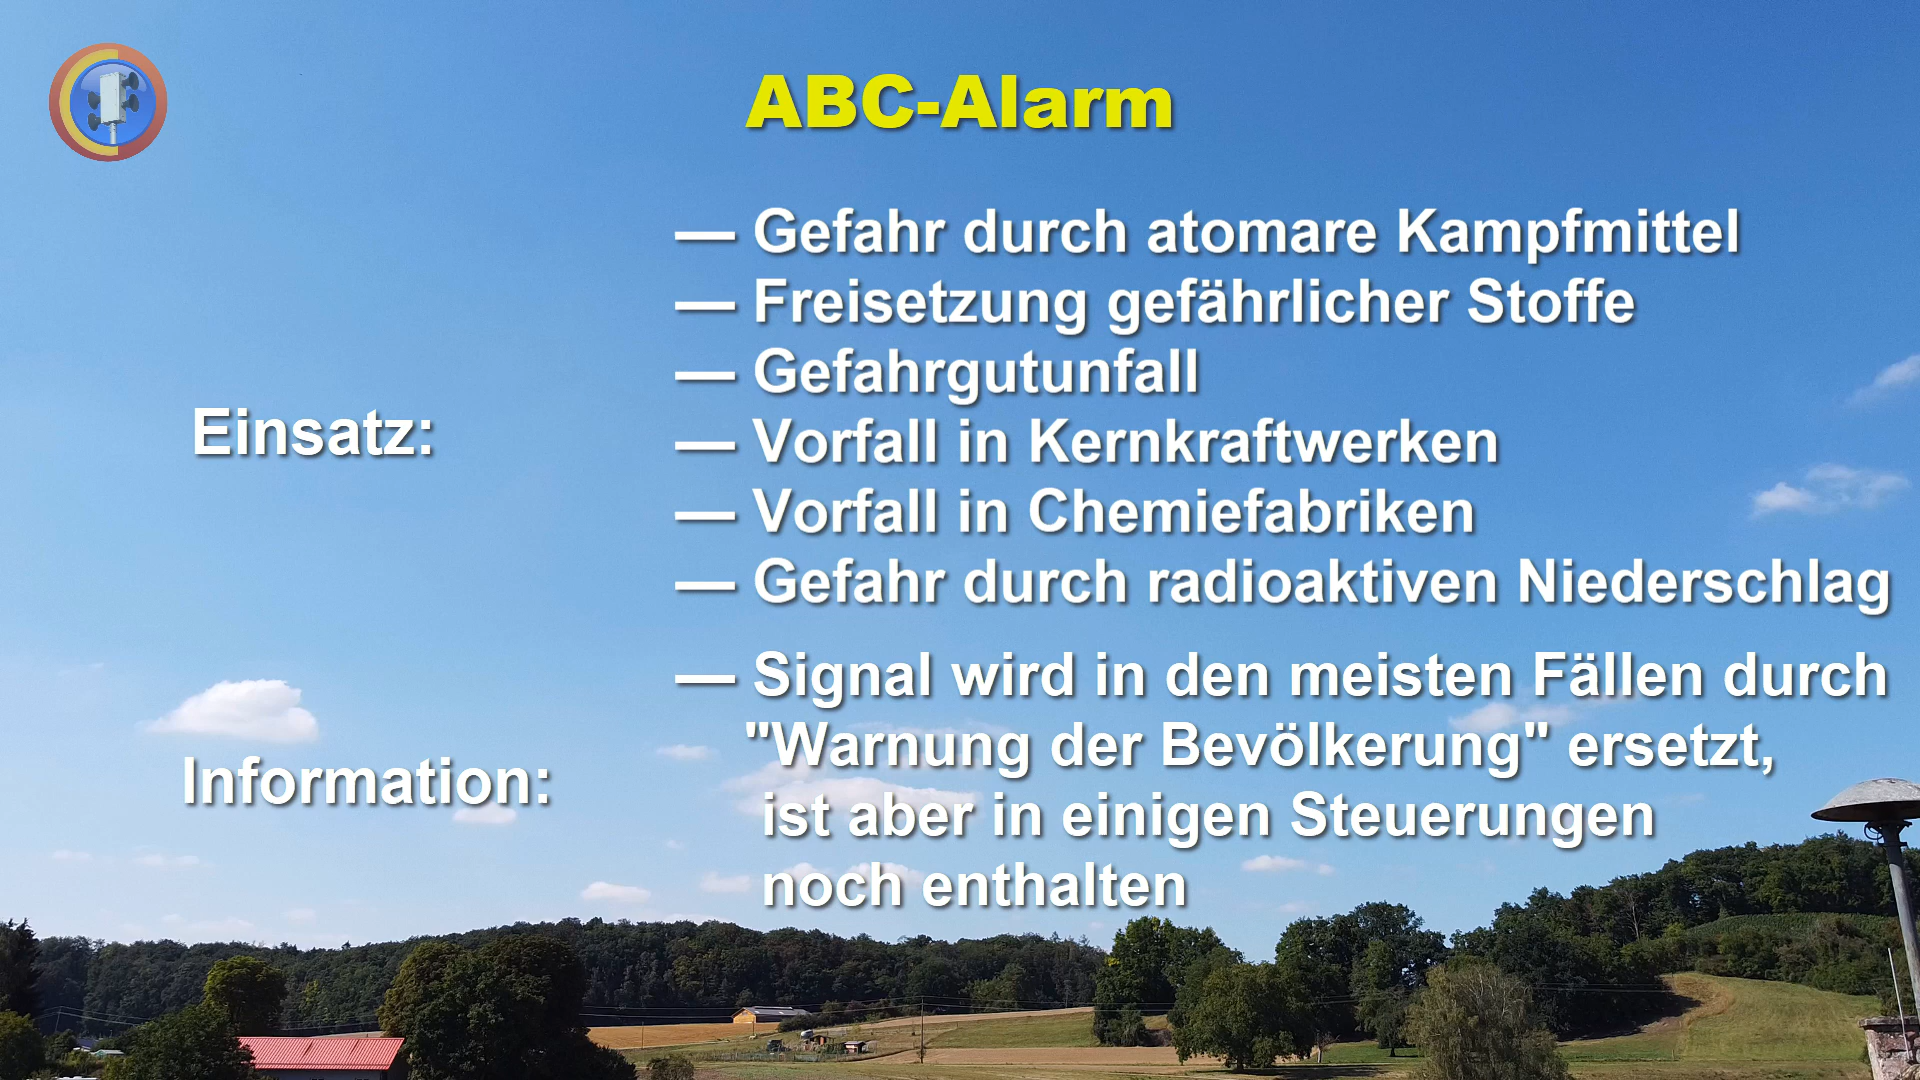 ABC-Alarm
Einsatz:
— Gefahr durch atomare Kampfmittel
— Freisetzung gefährlicher Stoffe
— Gefahrgutunfall
— Vorfall in Kernkraftwerken
— Vorfall in Chemiefabriken
— Gefahr durch radioaktiven Niederschlag
Information:
— Signal wird in den meisten Fällen durch
"Warnung der Bevölkerung" ersetzt,
ist aber in einigen Steuerungen
noch enthalten